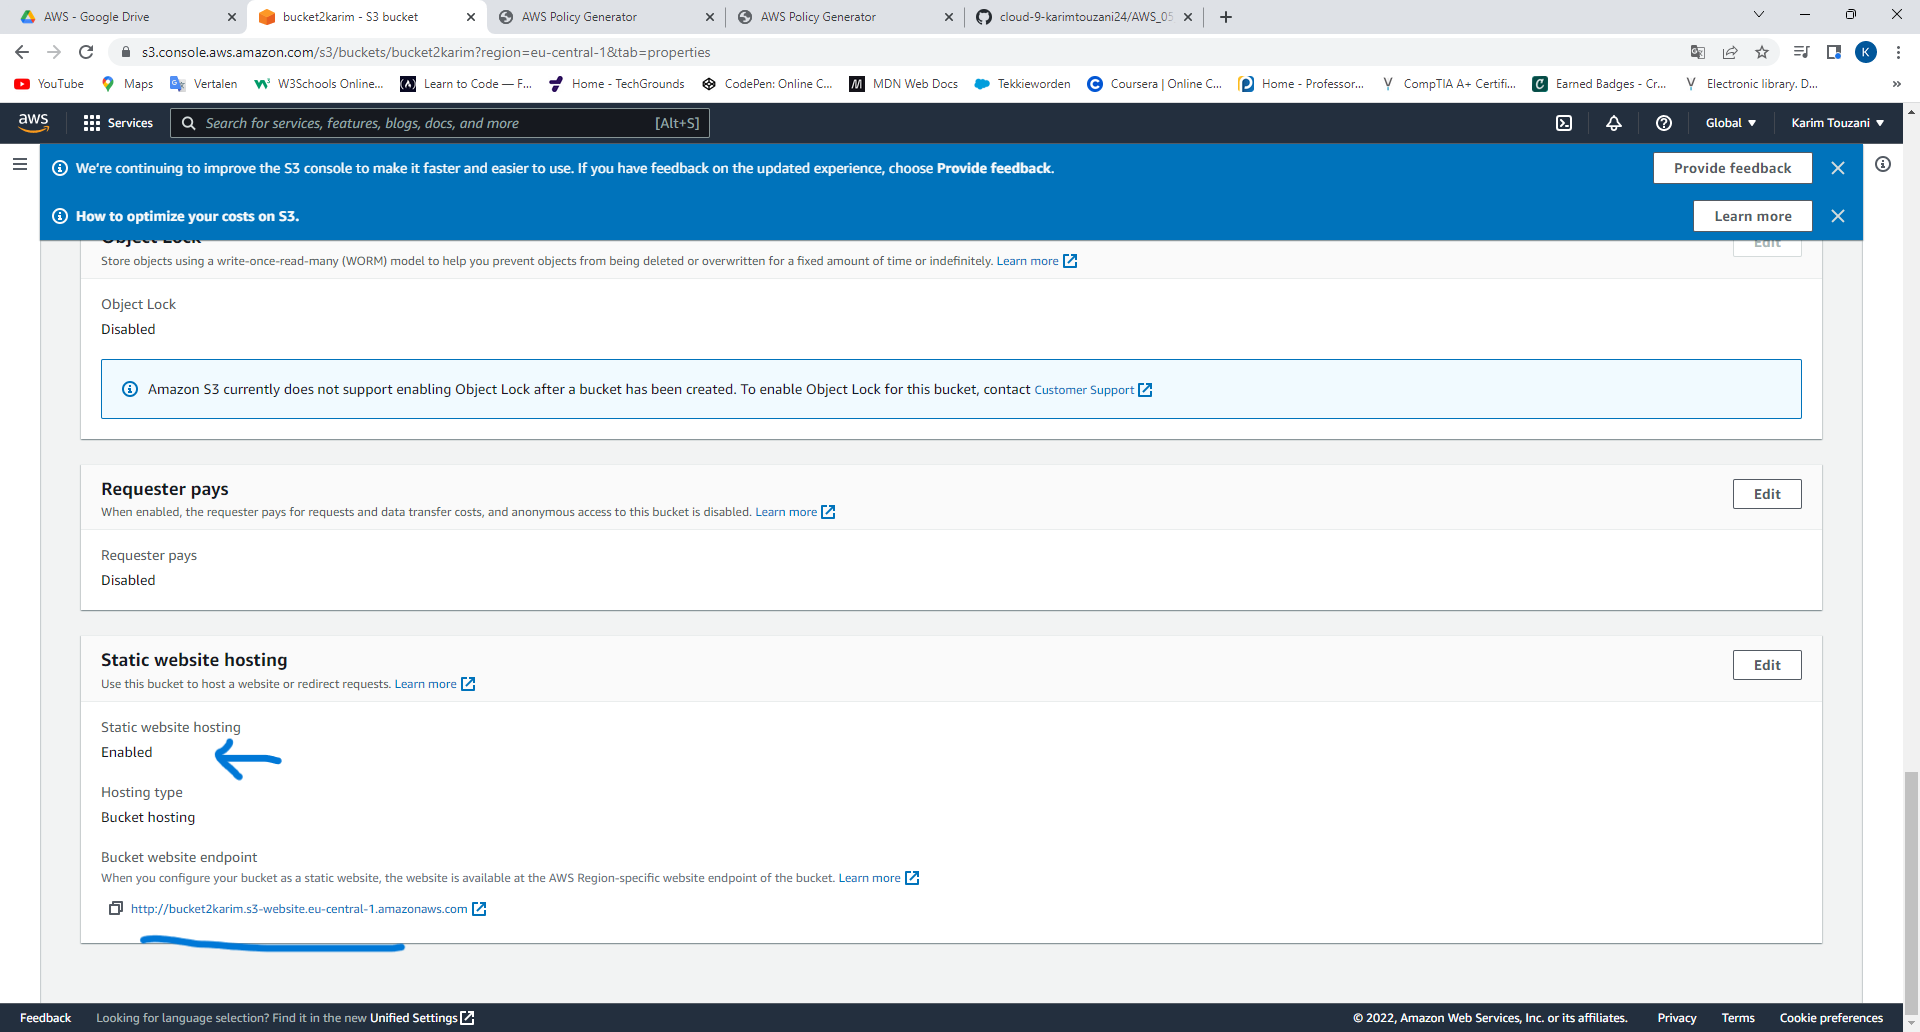 AWS - Google Drive
bucket2karim - S3 bucket
AWS Policy Generator
AWS Policy Generator
cloud-9-karimtouzani24/AWS_05
s3.console.aws.amazon.com/s3/buckets/bucket2karim?region=eu-central-1&tab=properties
K
YouTube
Maps
Vertalen
W3Schools Online...
Learn to Code — F...
Home - TechGrounds
CodePen: Online C...
MDN Web Docs
Tekkieworden
Coursera | Online C...
Home - Professor...
CompTIA A+ Certifi...
Earned Badges - Cr...
Electronic library. D...
»
aws
Services
Search for services, features, blogs, docs, and more
[Alt+S]
Global
Karim Touzani
We're continuing to improve the S3 console to make it faster and easier to use. If you have feedback on the updated experience, choose Provide feedback.
Provide feedback
How to optimize your costs on S3.
Learn more
Object Lock
Edit
Store objects using a write-once-read-many (WORM) model to help you prevent objects from being deleted or overwritten for a fixed amount of time or indefinitely. Learn more
Object Lock
Disabled
Amazon S3 currently does not support enabling Object Lock after a bucket has been created. To enable Object Lock for this bucket, contact Customer Support
Requester pays
Edit
When enabled, the requester pays for requests and data transfer costs, and anonymous access to this bucket is disabled. Learn more
Requester pays
Disabled
Static website hosting
Edit
Use this bucket to host a website or redirect requests. Learn more
Static website hosting
Enabled
Hosting type
Bucket hosting
Bucket website endpoint
When you configure your bucket as a static website, the website is available at the AWS Region-specific website endpoint of the bucket. Learn more
http://bucket2karim.s3-website.eu-central-1.amazonaws.com
Feedback
Looking for language selection? Find it in the new Unified Settings
© 2022, Amazon Web Services, Inc. or its affiliates.
Privacy
Terms
Cookie preferences